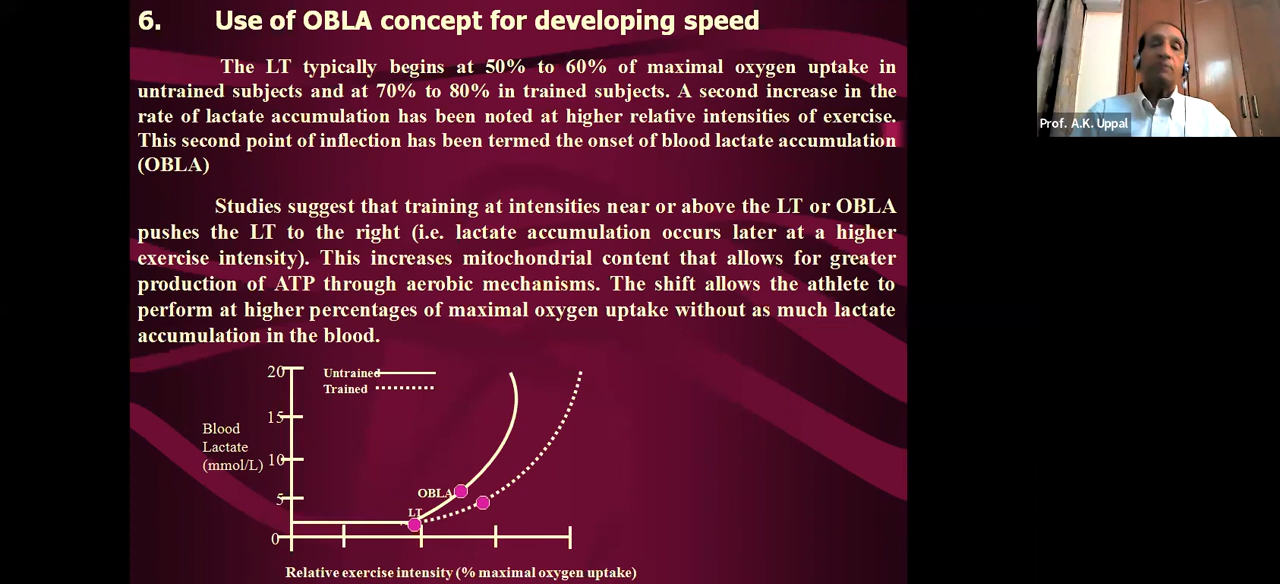 6. Use of OBLA concept for developing speed
The LT typically begins at 50% to 60% of maximal oxygen uptake in
untrained subjects and at 70% to 80% in trained subjects. A second increase in the
rate of lactate accumulation has been noted at higher relative intensities of exercise.
This second point of inflection has been termed the onset of blood lactate accumulation
(OBLA)
Studies suggest that training at intensities near or above the LT or OBLA
pushes the LT to the right (i.e. lactate accumulation occurs later at a higher
exercise intensity). This increases mitochondrial content that allows for greater
production of ATP through aerobic mechanisms. The shift allows the athlete to
perform at higher percentages of maximal oxygen uptake without as much lactate
accumulation in the blood.
20
Untrained
Trained
15
Blood
Lactate
(mmol/L)
10
5
OBLA
LT
0
Relative exercise intensity (% maximal oxygen uptake)
Prof. A.K. Uppal